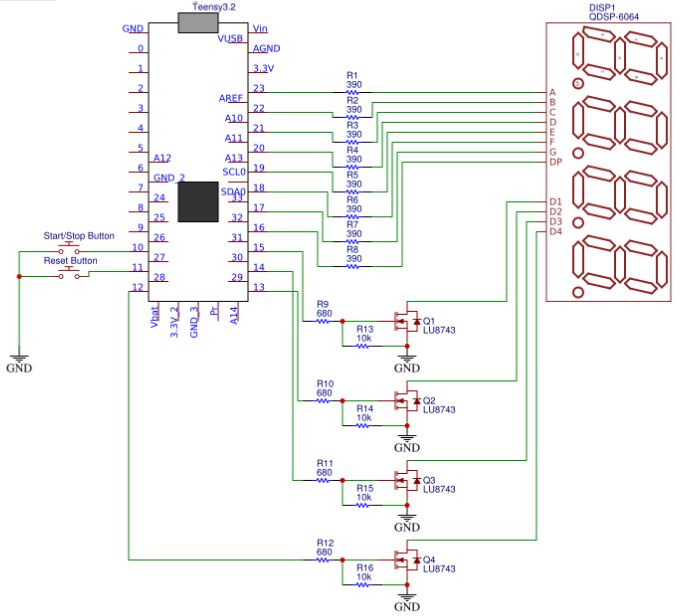 Teensy3.2
GND
0
1
2
3
4
5
6
7
8
9
10
11
12
Vin
VUSB
AGND
3.3V
23
AREF
22
A10
21
A11
20
A13
19
SCL0
18
SDA0
33
17
32
16
31
15
30
14
29
13
A12
GND_2
24
25
26
27
28
Vbat
3.3V_2
GND_3
Pr
A14
Start/Stop Button
Reset Button
GND
R1
390
R2
390
R3
390
R4
390
R5
390
R6
390
R7
390
R8
390
DISP1
QDSP-6064
A
B
C
D
E
F
G
DP
D1
D2
D3
D4
R9
680
R13
10k
Q1
LU8743
GND
R10
680
R14
10k
Q2
LU8743
GND
R11
680
R15
10k
Q3
LU8743
GND
R12
680
R16
10k
Q4
LU8743
GND